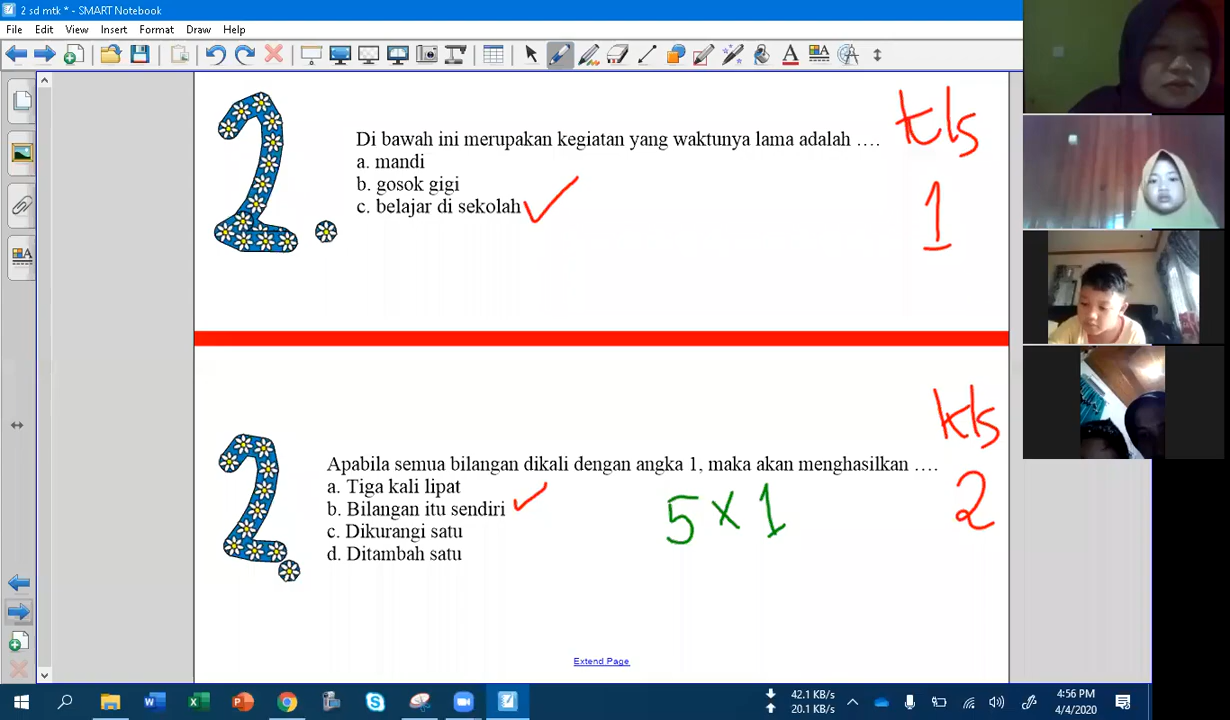 2 sd mtk * - SMART Notebook
File Edit View Insert Format Draw Help
2.
Di bawah ini merupakan kegiatan yang waktunya lama adalah ….
a. mandi
b. gosok gigi
c. belajar di sekolah
kls
1
2.
Apabila semua bilangan dikali dengan angka 1, maka akan menghasilkan ….
a. Tiga kali lipat
b. Bilangan itu sendiri
c. Dikurangi satu
d. Ditambah satu
5 × 1
kls
2
Extend Page
42.1 KB/s
20.1 KB/s
4:56 PM
4/4/2020